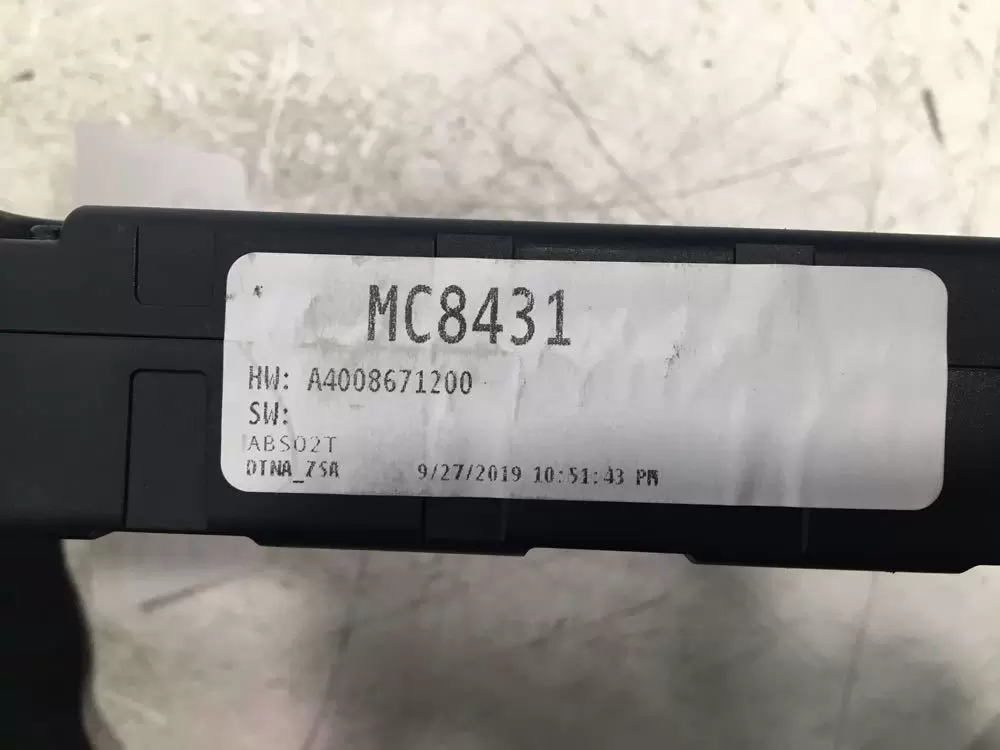 MC8431
HW: A4008671200
SW:
ABS02T
DTNA_ZSA 9/27/2019 10:51:43 PM